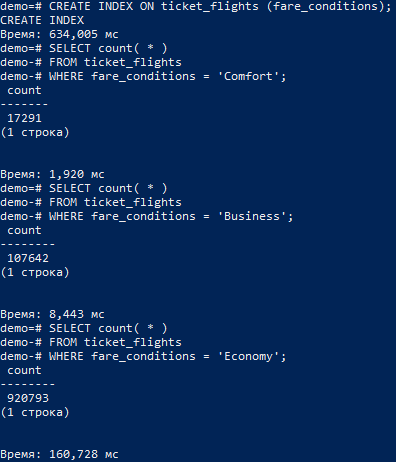 demo=# CREATE INDEX ON ticket_flights (fare_conditions);
CREATE INDEX
Время: 634,005 мс
demo=# SELECT count( * )
demo-# FROM ticket_flights
demo-# WHERE fare_conditions = 'Comfort';
count
-------
17291
(1 строка)
Время: 1,920 мс
demo=# SELECT count( * )
demo-# FROM ticket_flights
demo-# WHERE fare_conditions = 'Business';
count
--------
107642
(1 строка)
Время: 8,443 мс
demo=# SELECT count( * )
demo-# FROM ticket_flights
demo-# WHERE fare_conditions = 'Economy';
count
--------
920793
(1 строка)
Время: 160,728 мс